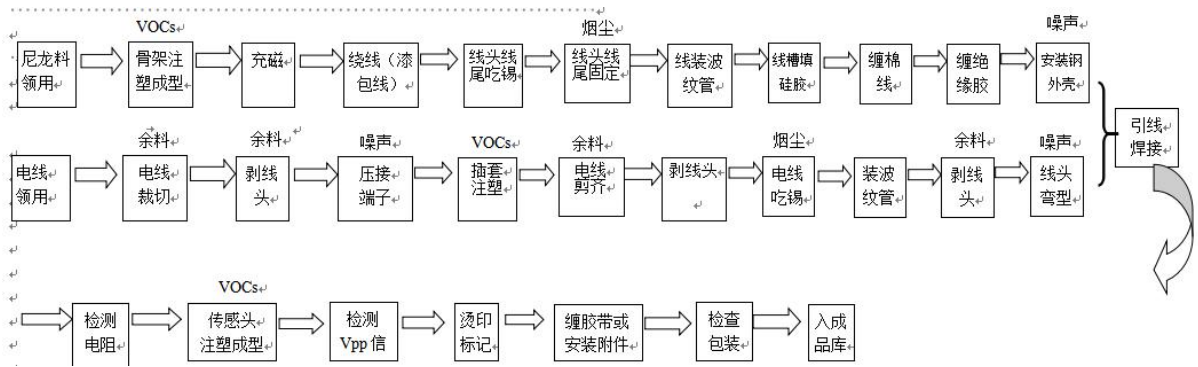 VOCs
烟尘
噪声
尼龙料
领用
骨架注
塑成型
充磁
绕线（漆
包线）
线头线
尾吃锡
线头线
尾固定
线装波
纹管
线槽填
硅胶
缠棉
线
缠绝
缘胶
安装钢
外壳
引线
焊接
余料
余料
噪声
VOCs
余料
烟尘
余料
噪声
电线
领用
电线
裁切
剥线
头
压接
端子
插套
注塑
电线
剪齐
剥线头
电线
吃锡
装波
纹管
剥线
头
线头
弯型
VOCs
检测
电阻
传感头
注塑成型
检测
Vpp 信
烫印
标记
缠胶带或
安装附件
检查
包装
入成
品库